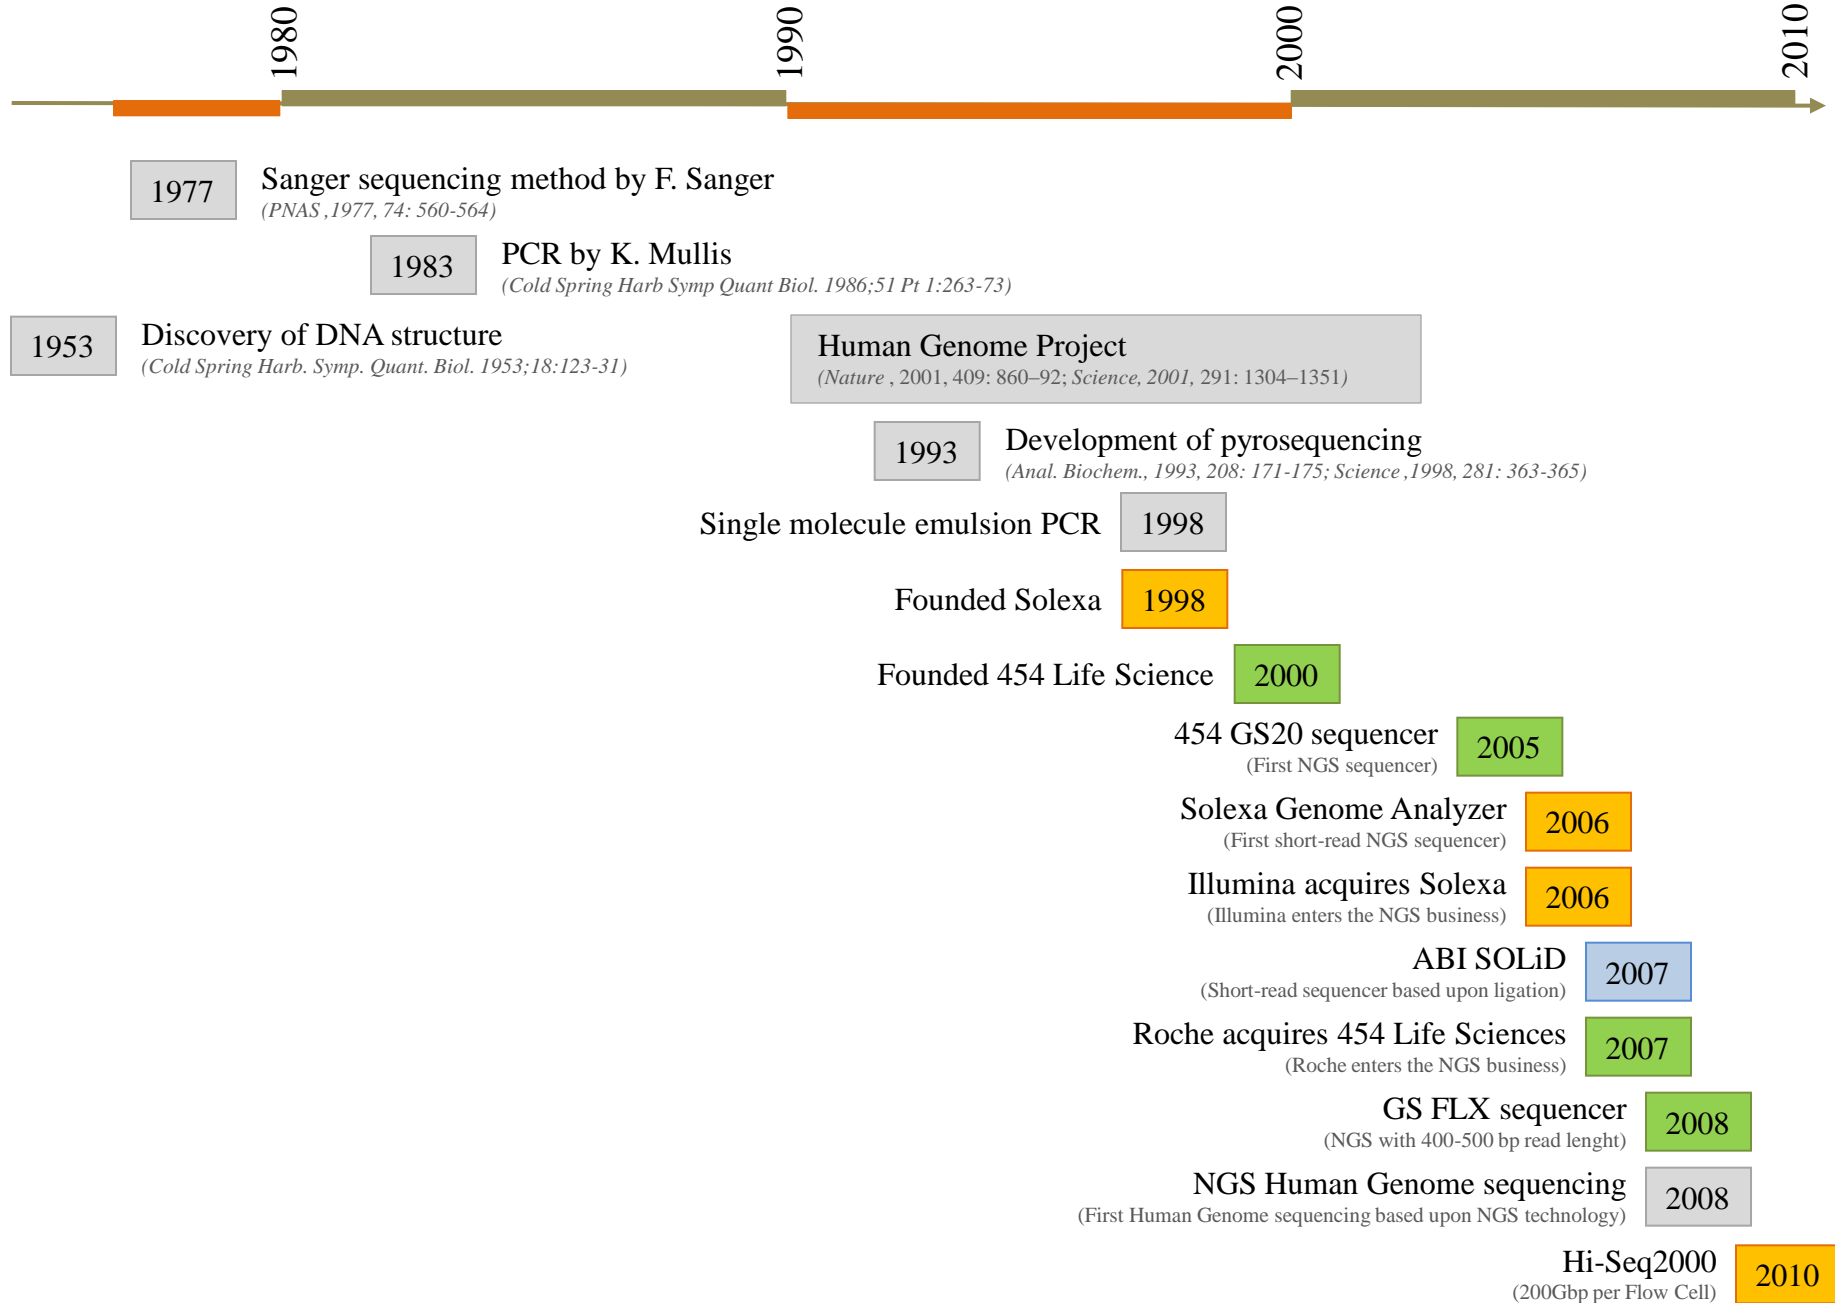 1980
1990
2000
2010
1977
Sanger sequencing method by F. Sanger
(PNAS ,1977, 74: 560-564)
1983
PCR by K. Mullis
(Cold Spring Harb Symp Quant Biol. 1986;51 Pt 1:263-73)
1953
Discovery of DNA structure
(Cold Spring Harb. Symp. Quant. Biol. 1953;18:123-31)
Human Genome Project
(Nature , 2001, 409: 860–92; Science, 2001, 291: 1304–1351)
1993
Development of pyrosequencing
(Anal. Biochem., 1993, 208: 171-175; Science ,1998, 281: 363-365)
Single molecule emulsion PCR
1998
Founded Solexa
1998
Founded 454 Life Science
2000
454 GS20 sequencer
(First NGS sequencer)
2005
Solexa Genome Analyzer
(First short-read NGS sequencer)
2006
Illumina acquires Solexa
(Illumina enters the NGS business)
2006
ABI SOLiD
(Short-read sequencer based upon ligation)
2007
Roche acquires 454 Life Sciences
(Roche enters the NGS business)
2007
GS FLX sequencer
(NGS with 400-500 bp read lenght)
2008
NGS Human Genome sequencing
(First Human Genome sequencing based upon NGS technology)
2008
Hi-Seq2000
(200Gbp per Flow Cell)
2010